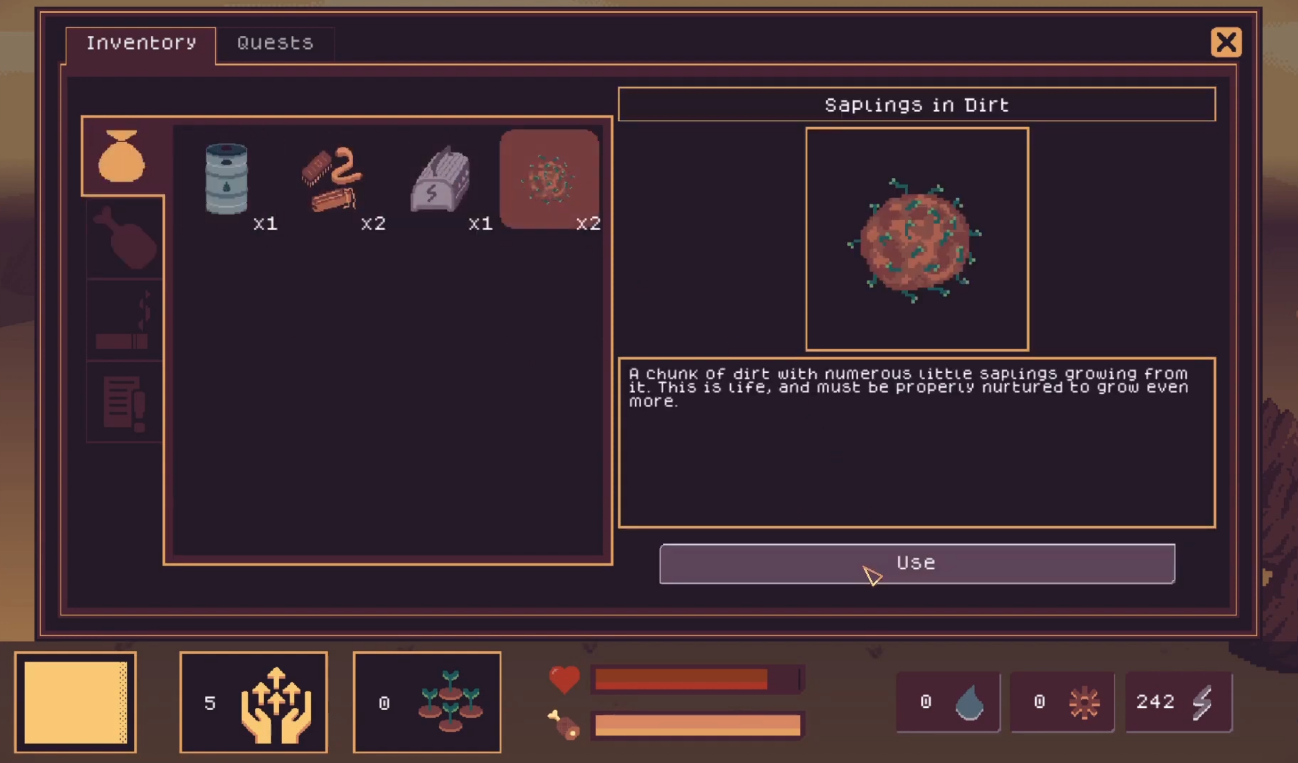 Inventory
Quests
Saplings in Dirt
x1
x2
x1
x2
A chunk of dirt with numerous little saplings growing from
it. This is life, and must be properly nurtured to grow even
more.
Use
5
0
0
0
242